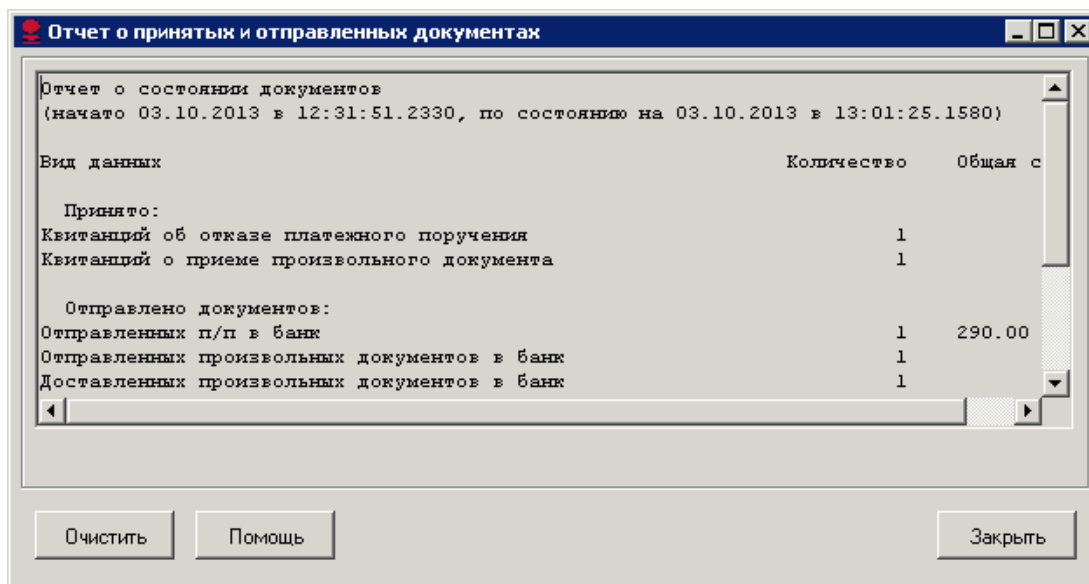 Отчет о принятых и отправленных документах
Отчет о состоянии документов
(начато 03.10.2013 в 12:31:51.2330, по состоянию на 03.10.2013 в 13:01:25.1580)
Вид данных Количество Общая с
Принято:
Квитанций об отказе платежного поручения 1
Квитанций о приеме произвольного документа 1
Отправлено документов:
Отправленных п/п в банк 1 290.00
Отправленных произвольных документов в банк 1
Доставленных произвольных документов в банк 1
Очистить Помощь Закрыть